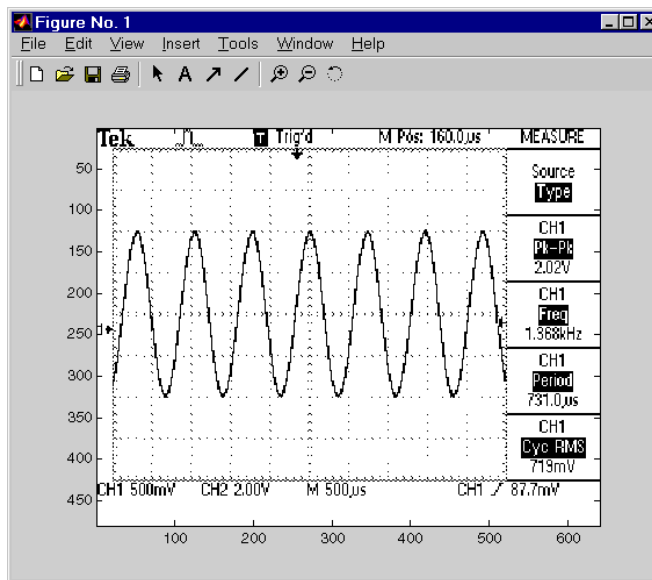 Figure No. 1
File Edit View Insert Tools Window Help
A
Tek T Trig'd M Pos: 160.0µs MEASURE
50
100
150
200
250
300
350
400
450
1
Source
Type
CH1
Pk-Pk
2.02V
CH1
Freq
1.368kHz
CH1
Period
731.0µs
CH1
Cyc RMS
719mV
CH1 500mV CH2 2.00V M 500µs CH1 / 87.7mV
100 200 300 400 500 600